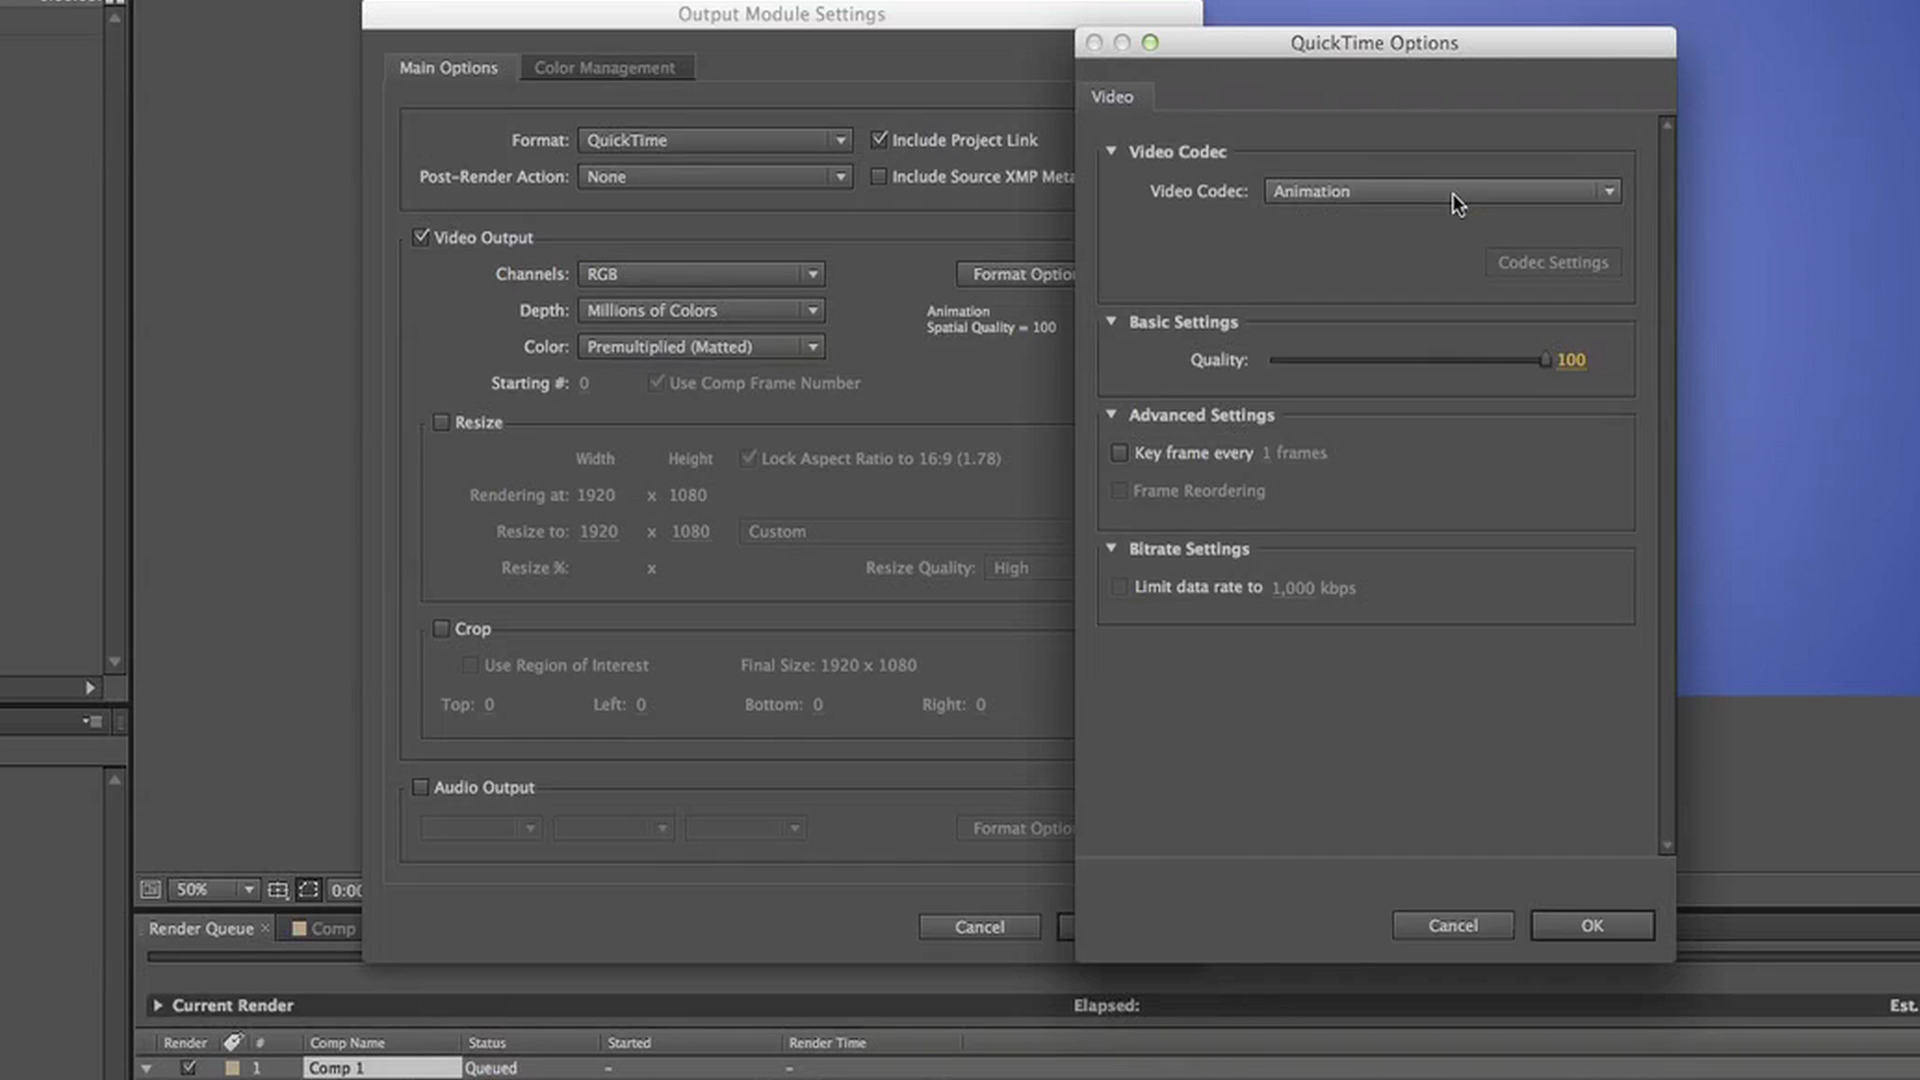 Output Module Settings
Main Options
Color Management
Format: QuickTime
Include Project Link
Post-Render Action: None
Include Source XMP Meta
Video Output
Channels: RGB
Format Optio
Depth: Millions of Colors
Animation
Spatial Quality = 100
Color: Premultiplied (Matted)
Starting #: 0
Use Comp Frame Number
Resize
Width Height
Lock Aspect Ratio to 16:9 (1.78)
Rendering at: 1920 x 1080
Resize to: 1920 x 1080 Custom
Resize %: x Resize Quality: High
Crop
Use Region of Interest Final Size: 1920 x 1080
Top: 0 Left: 0 Bottom: 0 Right: 0
Audio Output
Format Optio
Cancel
QuickTime Options
Video
Video Codec
Video Codec: Animation
Codec Settings
Basic Settings
Quality: 100
Advanced Settings
Key frame every 1 frames
Frame Reordering
Bitrate Settings
Limit data rate to 1,000 kbps
Cancel OK
50% 0:00
Render Queue Comp
Current Render Elapsed: Est.
Render # Comp Name Status Started Render Time
1 Comp 1 Queued - -